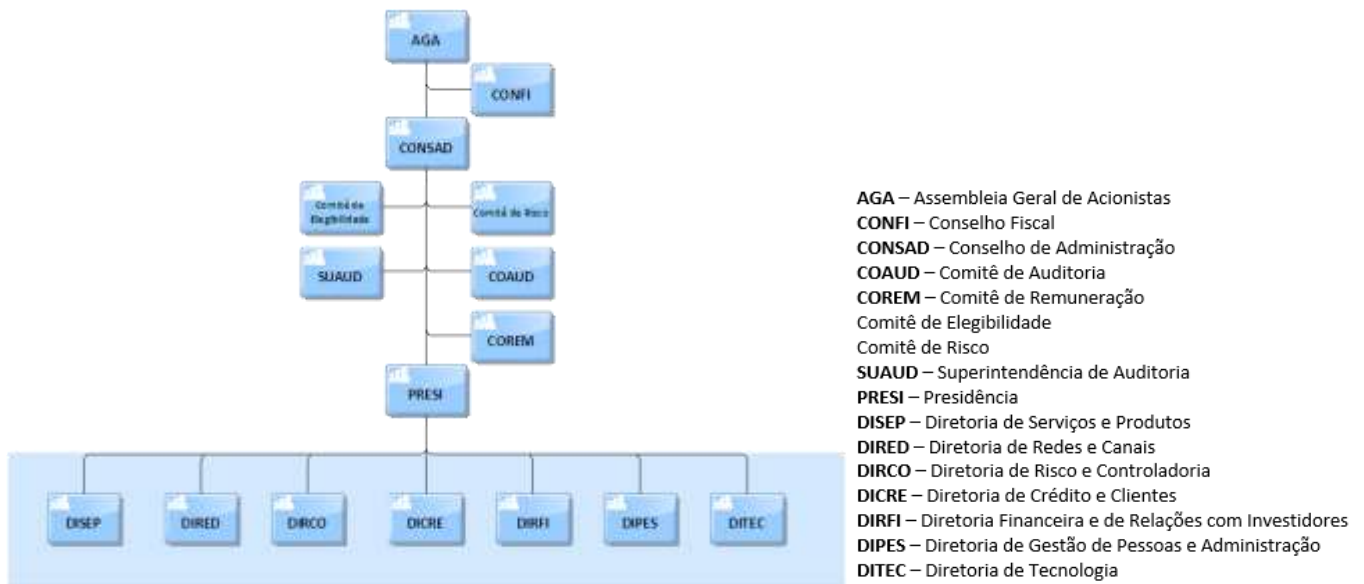 AGA
CONFI
CONSAD
Comitê de
Elegibilidade
Comitê de Risco
SUAUD
COAUD
COREM
PRESI
DISEP
DIRED
DIRCO
DICRE
DIRFI
DIPES
DITEC
AGA – Assembleia Geral de Acionistas
CONFI – Conselho Fiscal
CONSAD – Conselho de Administração
COAUD – Comitê de Auditoria
COREM – Comitê de Remuneração
Comitê de Elegibilidade
Comitê de Risco
SUAUD – Superintendência de Auditoria
PRESI – Presidência
DISEP – Diretoria de Serviços e Produtos
DIRED – Diretoria de Redes e Canais
DIRCO – Diretoria de Risco e Controladoria
DICRE – Diretoria de Crédito e Clientes
DIRFI – Diretoria Financeira e de Relações com Investidores
DIPES – Diretoria de Gestão de Pessoas e Administração
DITEC – Diretoria de Tecnologia